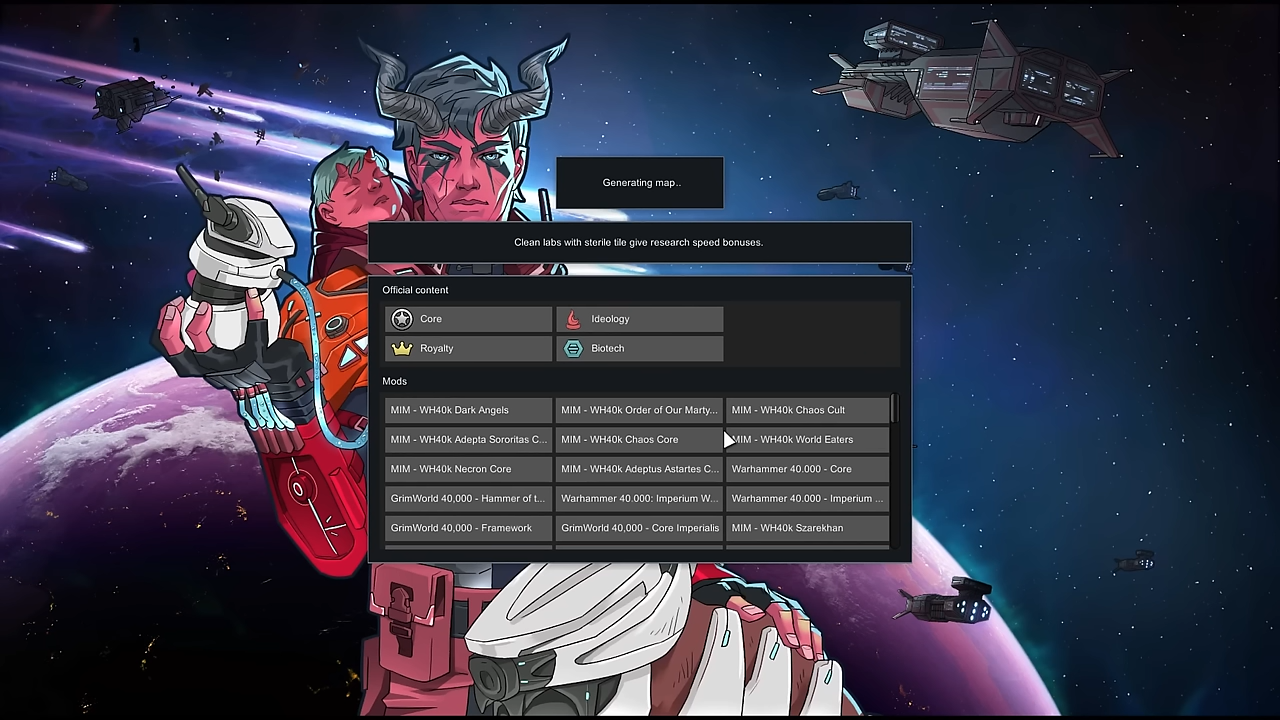 Generating map..
Clean labs with sterile tile give research speed bonuses.
Official content
Core
Ideology
Royalty
Biotech
Mods
MIM - WH40k Dark Angels
MIM - WH40k Order of Our Marty...
MIM - WH40k Chaos Cult
MIM - WH40k Adepta Sororitas C...
MIM - WH40k Chaos Core
MIM - WH40k World Eaters
MIM - WH40k Necron Core
MIM - WH40k Adeptus Astartes C...
Warhammer 40.000 - Core
GrimWorld 40,000 - Hammer of t...
Warhammer 40.000: Imperium W...
Warhammer 40.000 - Imperium ...
GrimWorld 40,000 - Framework
GrimWorld 40,000 - Core Imperialis
MIM - WH40k Szarekhan